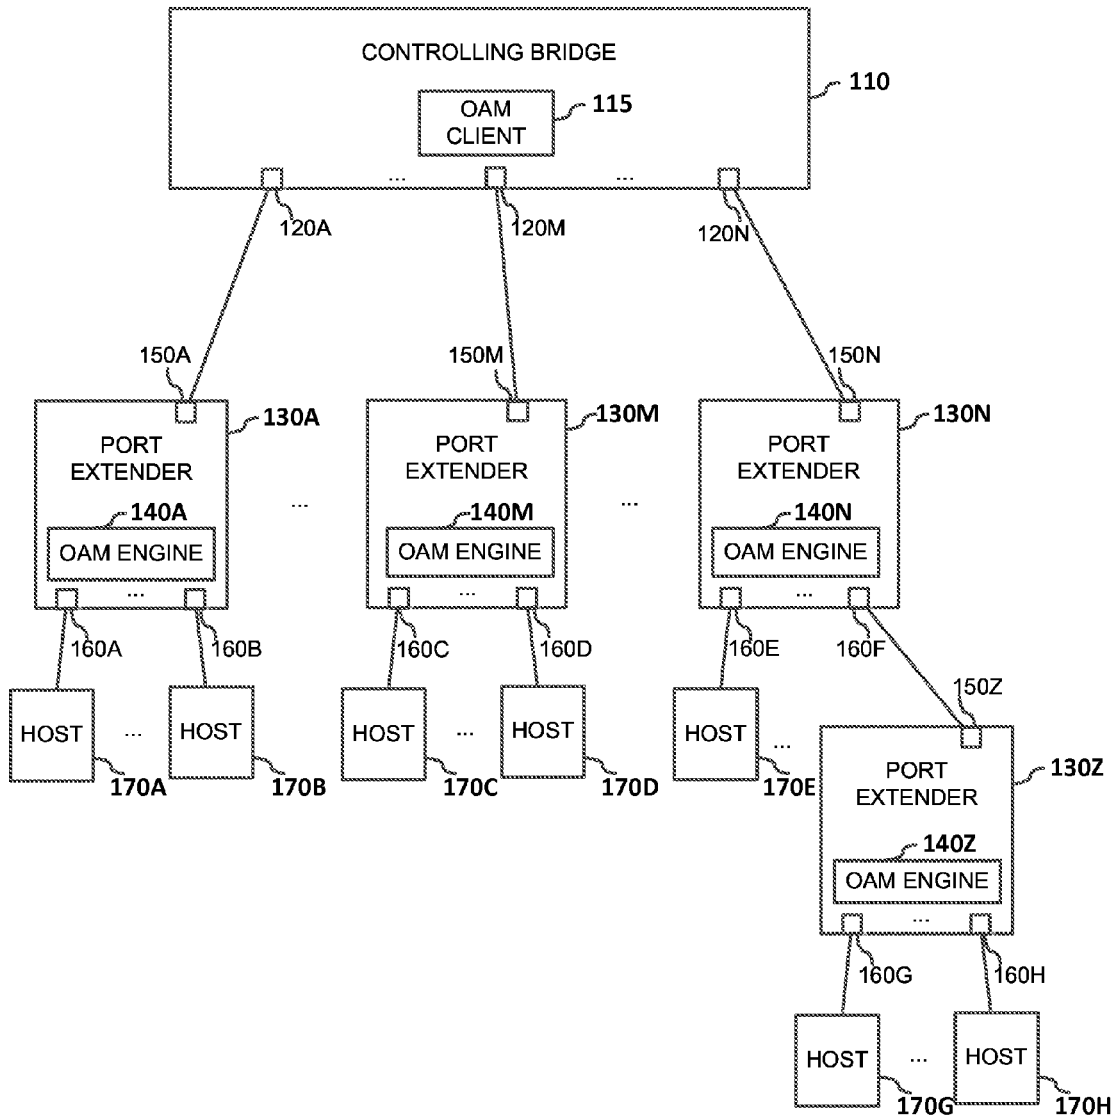 CONTROLLING BRIDGE
110
OAM
CLIENT
115
...
...
120A
120M
120N
150A
150M
150N
130A
130M
130N
PORT
EXTENDER
PORT
EXTENDER
PORT
EXTENDER
...
...
140A
140M
140N
OAM ENGINE
OAM ENGINE
OAM ENGINE
...
...
...
160A
160B
160C
160D
160E
160F
150Z
HOST
...
HOST
HOST
...
HOST
HOST
...
170A
170B
170C
170D
170E
PORT
EXTENDER
130Z
140Z
OAM ENGINE
...
160G
160H
HOST
...
HOST
170G
170H